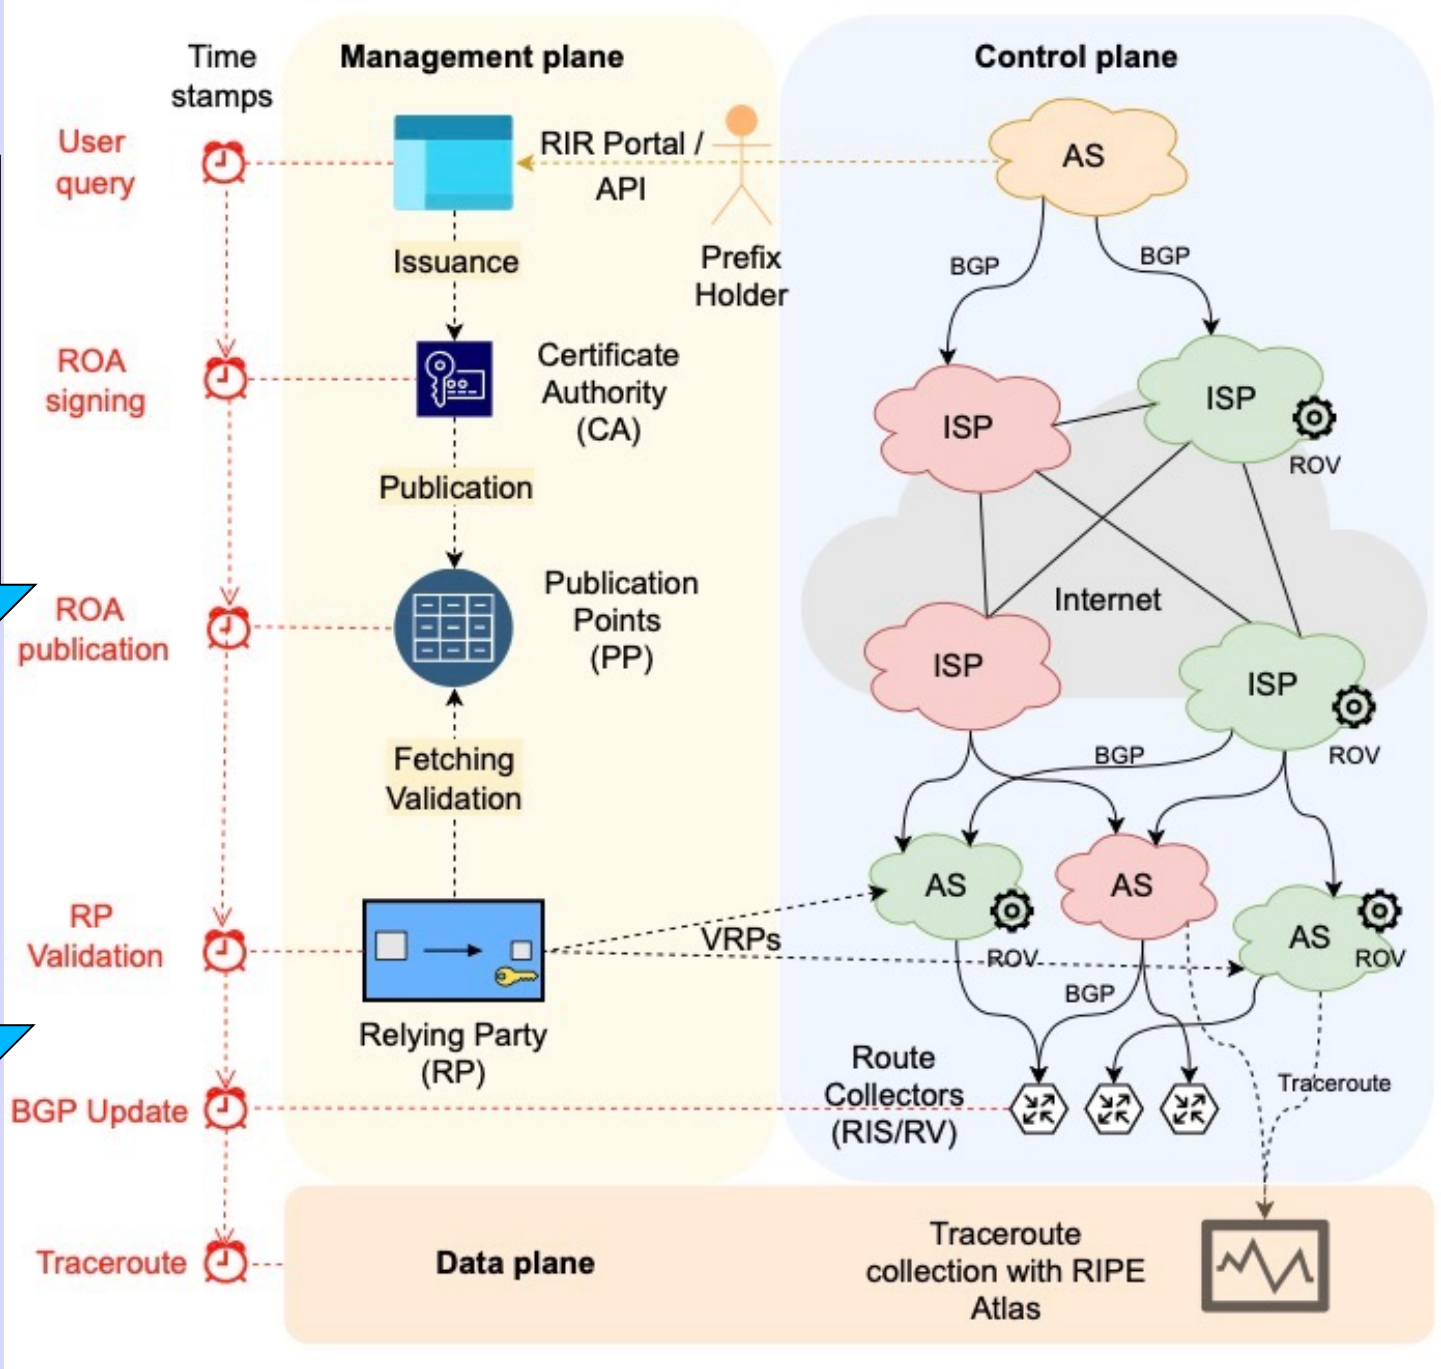 Time
stamps
Management plane
Control plane
User
query
RIR Portal /
API
Prefix
Holder
AS
Issuance
BGP
BGP
ROA
signing
Certificate
Authority
(CA)
ISP
ISP
ROV
Publication
ROA
publication
Publication
Points
(PP)
Internet
ISP
ISP
ROV
Fetching
Validation
BGP
RP
Validation
VRPs
AS
ROV
AS
AS
ROV
Relying Party
(RP)
BGP
BGP Update
Route
Collectors
(RIS/RV)
Traceroute
Traceroute
Data plane
Traceroute
collection with RIPE
Atlas